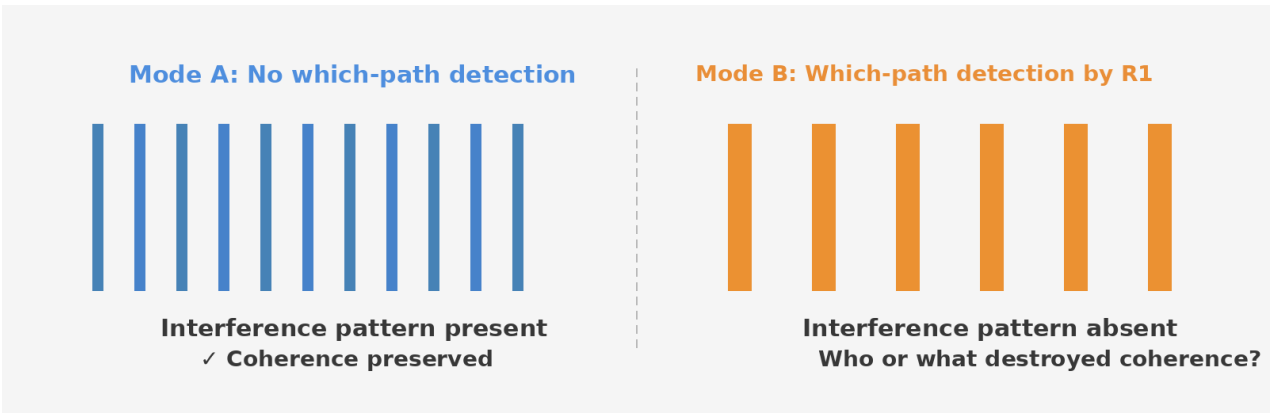 Mode A: No which-path detection
Interference pattern present
✓ Coherence preserved
Mode B: Which-path detection by R1
Interference pattern absent
Who or what destroyed coherence?